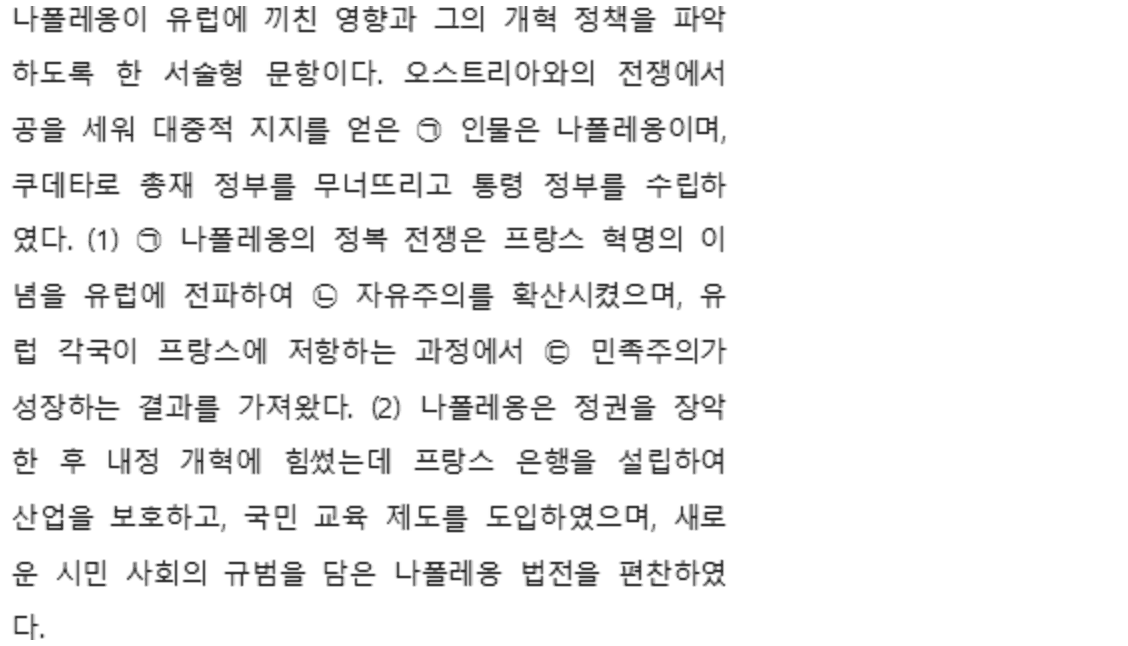 나폴레옹이 유럽에 끼친 영향과 그의 개혁 정책을 파악
하도록 한 서술형 문항이다. 오스트리아와의 전쟁에서
공을 세워 대중적 지지를 얻은 ㉠ 인물은 나폴레옹이며,
쿠데타로 총재 정부를 무너뜨리고 통령 정부를 수립하
였다. (1) ㉠ 나폴레옹의 정복 전쟁은 프랑스 혁명의 이
념을 유럽에 전파하여 ㉡ 자유주의를 확산시켰으며, 유
럽 각국이 프랑스에 저항하는 과정에서 ㉢ 민족주의가
성장하는 결과를 가져왔다. (2) 나폴레옹은 정권을 장악
한 후 내정 개혁에 힘썼는데 프랑스 은행을 설립하여
산업을 보호하고, 국민 교육 제도를 도입하였으며, 새로
운 시민 사회의 규범을 담은 나폴레옹 법전을 편찬하였
다.